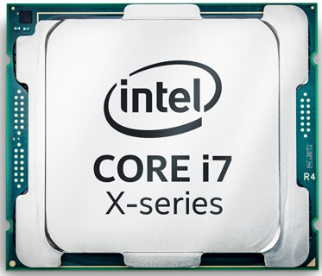 intel
CORE i7
X-series
R4